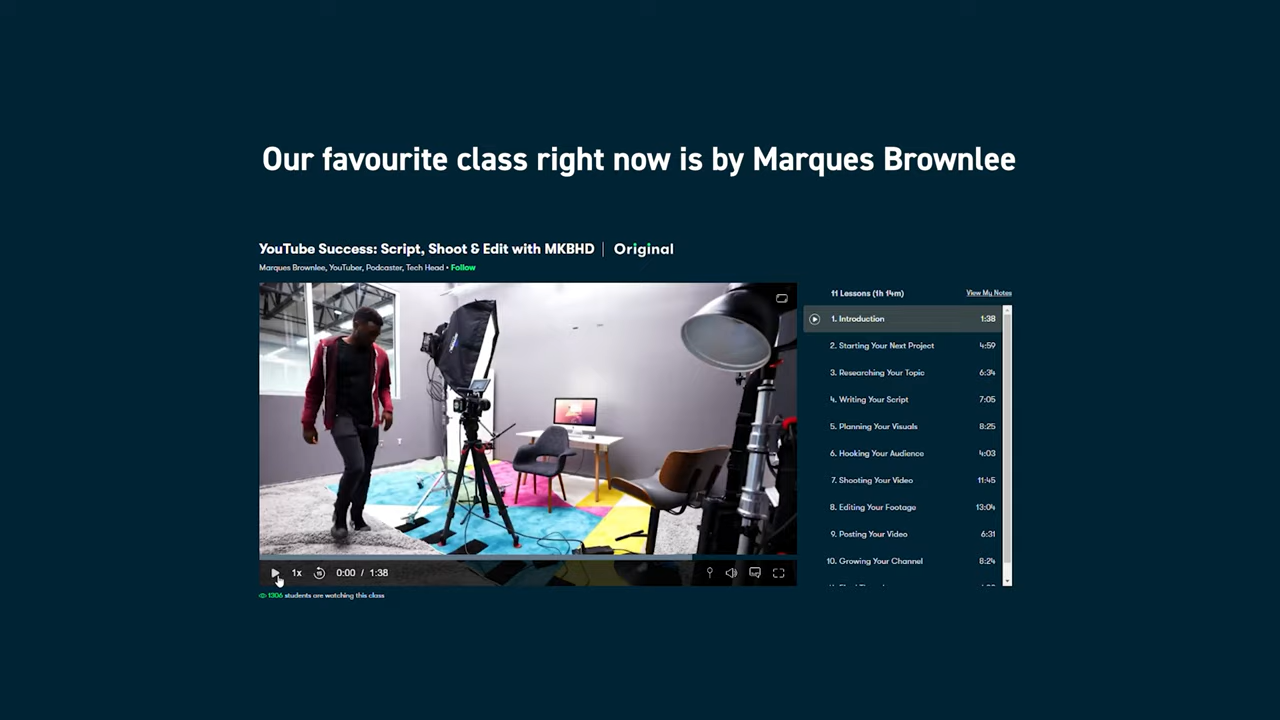 Our favourite class right now is by Marques Brownlee
YouTube Success: Script, Shoot & Edit with MKBHD | Original
Marques Brownlee, YouTuber, Podcaster, Tech Head • Follow
11 Lessons (1h 14m) View My Notes
1. Introduction 1:38
2. Starting Your Next Project 4:59
3. Researching Your Topic 6:34
4. Writing Your Script 7:05
5. Planning Your Visuals 8:25
6. Hooking Your Audience 4:03
7. Shooting Your Video 11:45
8. Editing Your Footage 13:04
9. Posting Your Video 6:31
10. Growing Your Channel 8:24
1x 15 0:00 / 1:38
1306 students are watching this class